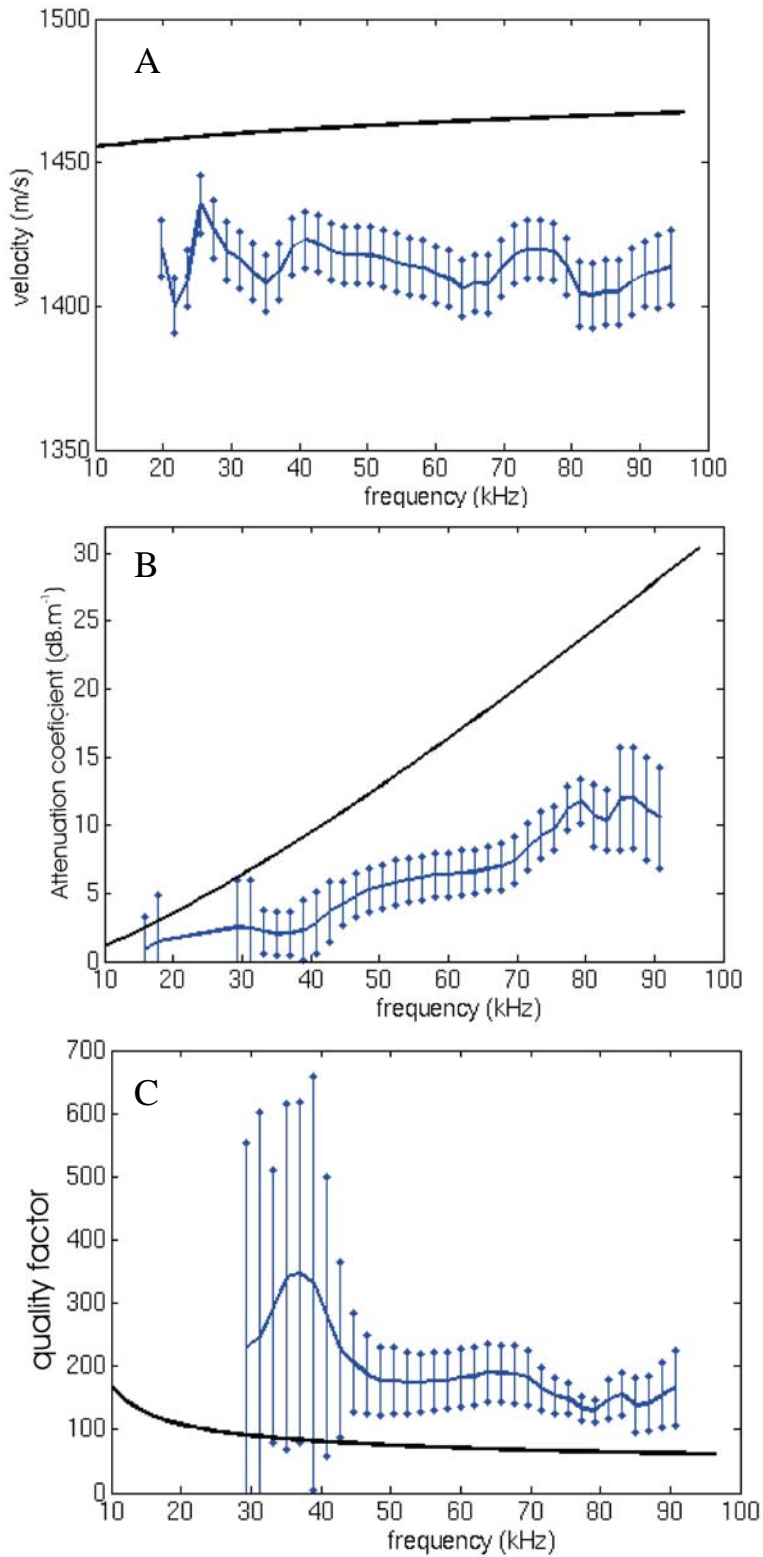 1500
A
1450
velocity (m/s)
1400
1350
10 20 30 40 50 60 70 80 90 100
frequency (kHz)
B
30
25
20
15
10
5
0
Attenuation coeficient (dB.m⁻¹)
10 20 30 40 50 60 70 80 90 100
frequency (kHz)
700
C
600
500
400
300
200
100
0
quality factor
10 20 30 40 50 60 70 80 90 100
frequency (kHz)